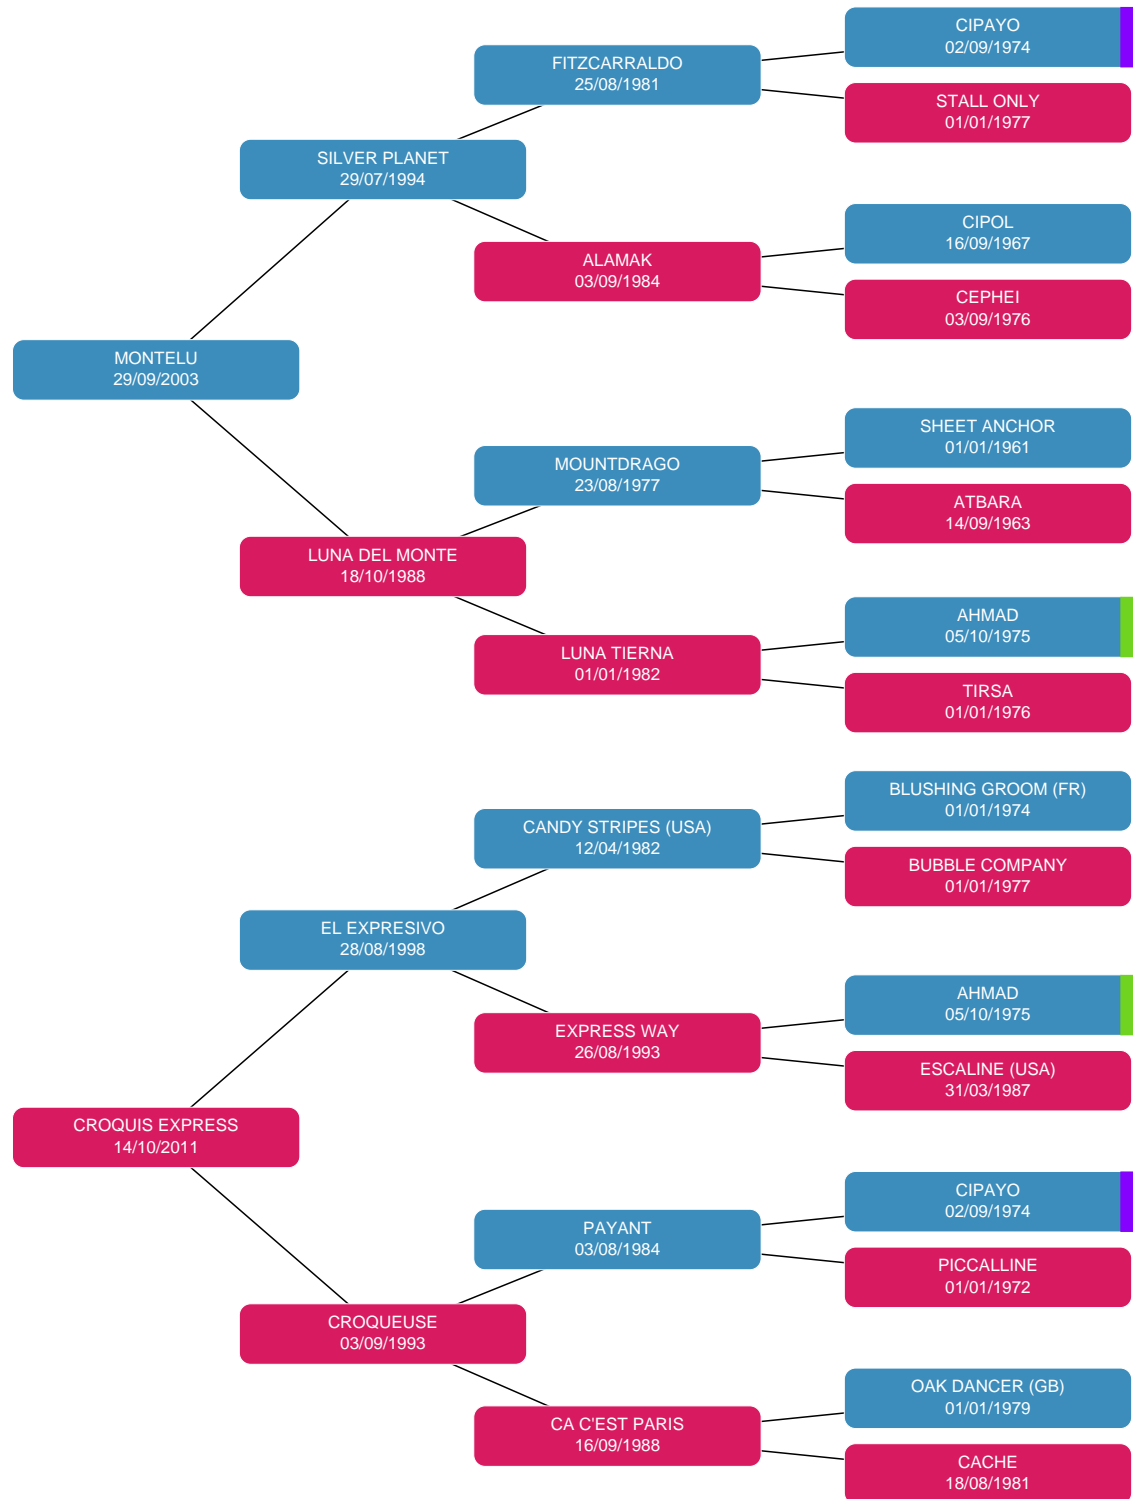 CIPAYO
02/09/1974
FITZCARRALDO
25/08/1981
STALL ONLY
01/01/1977
SILVER PLANET
29/07/1994
CIPOL
16/09/1967
ALAMAK
03/09/1984
CEPHEI
03/09/1976
MONTELU
29/09/2003
SHEET ANCHOR
01/01/1961
MOUNTDRAGO
23/08/1977
ATBARA
14/09/1963
LUNA DEL MONTE
18/10/1988
AHMAD
05/10/1975
LUNA TIERNA
01/01/1982
TIRSA
01/01/1976
BLUSHING GROOM (FR)
01/01/1974
CANDY STRIPES (USA)
12/04/1982
BUBBLE COMPANY
01/01/1977
EL EXPRESIVO
28/08/1998
AHMAD
05/10/1975
EXPRESS WAY
26/08/1993
ESCALINE (USA)
31/03/1987
CROQUIS EXPRESS
14/10/2011
CIPAYO
02/09/1974
PAYANT
03/08/1984
PICCALLINE
01/01/1972
CROQUEUSE
03/09/1993
OAK DANCER (GB)
01/01/1979
CA C'EST PARIS
16/09/1988
CACHE
18/08/1981